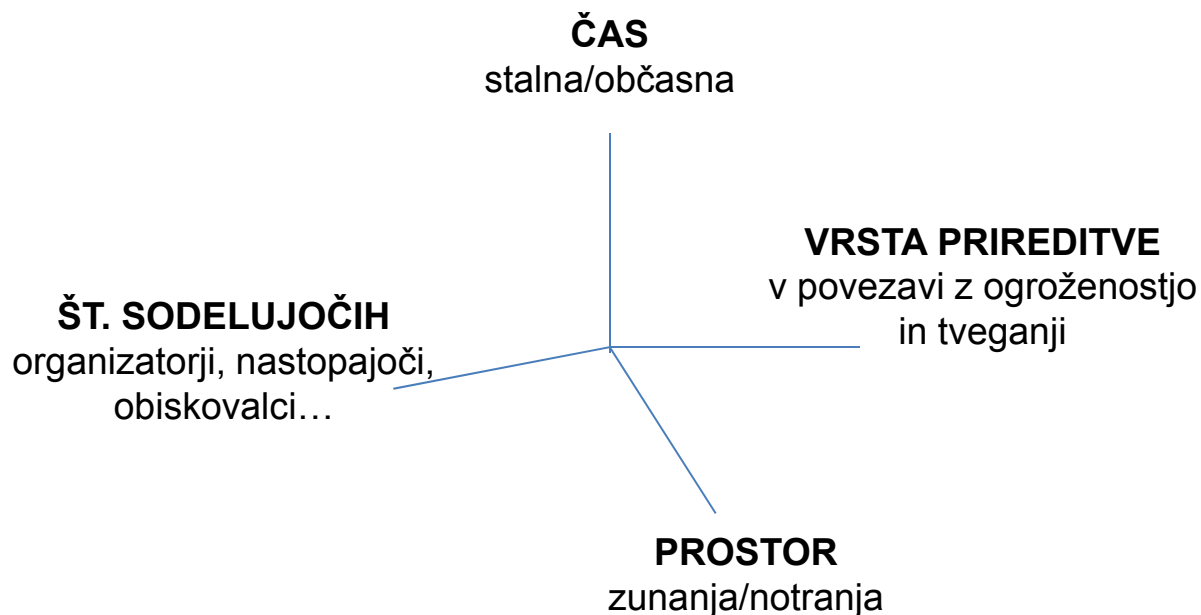 ČAS
stalna/občasna
VRSTA PRIREDITVE
v povezavi z ogroženostjo
in tveganji
ŠT. SODELUJOČIH
organizatorji, nastopajoči,
obiskovalci…
PROSTOR
zunanja/notranja